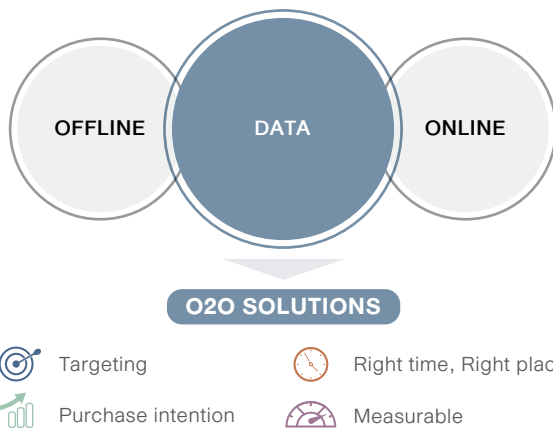 OFFLINE DATA ONLINE
O2O SOLUTIONS
Targeting Right time, Right plac
Purchase intention Measurable